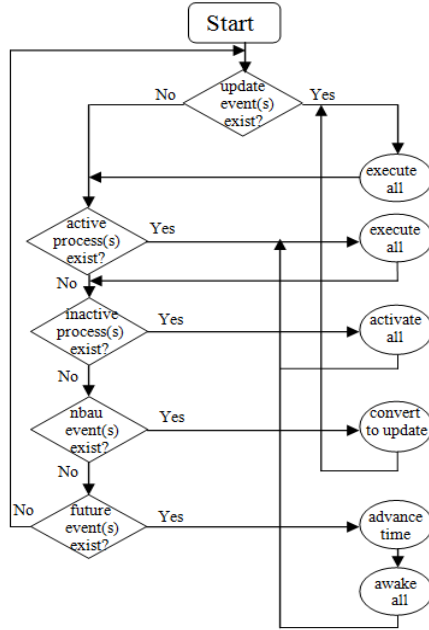 Start
No
update
event(s)
exist?
Yes
execute
all
active
process(s)
exist?
Yes
execute
all
No
inactive
process(s)
exist?
Yes
activate
all
No
nbau
event(s)
exist?
Yes
convert
to update
No
No
future
event(s)
exist?
Yes
advance
time
awake
all